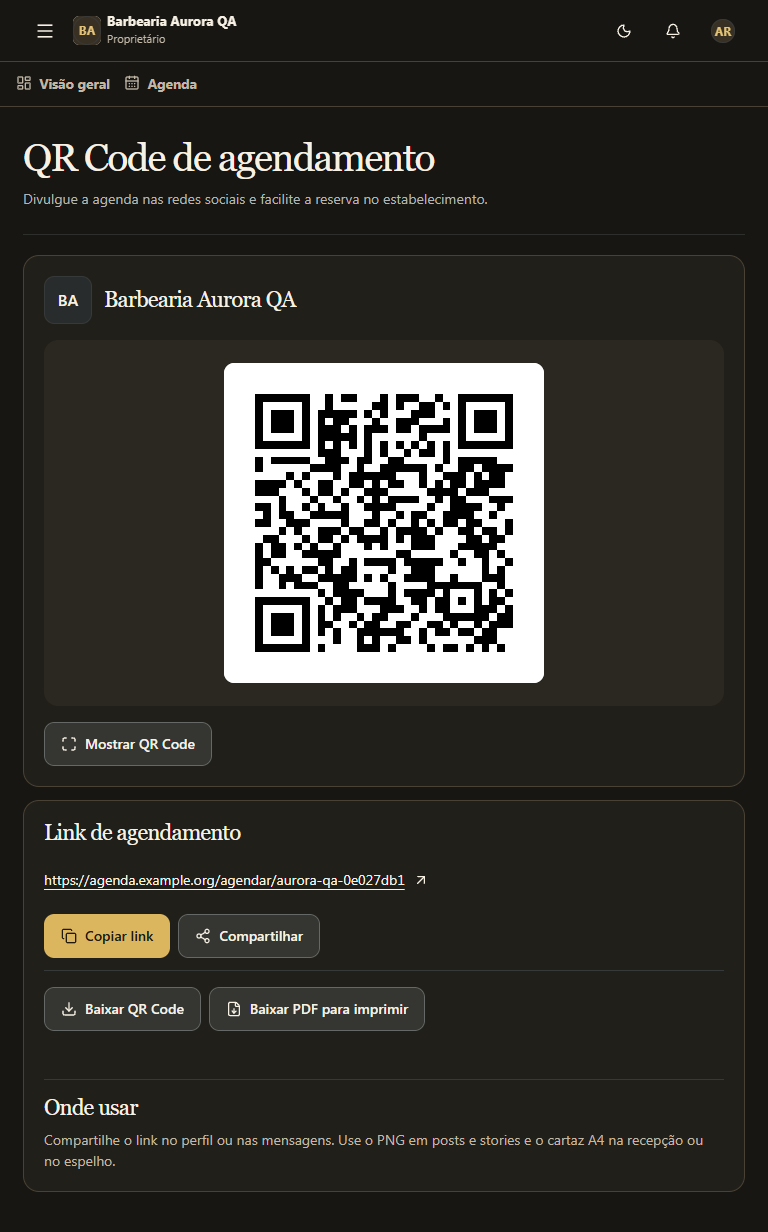 BA
Barbearia Aurora QA
Proprietário
AR
Visão geral
Agenda
QR Code de agendamento
Divulgue a agenda nas redes sociais e facilite a reserva no estabelecimento.
BA
Barbearia Aurora QA
Mostrar QR Code
Link de agendamento
https://agenda.example.org/agendar/aurora-qa-0e027db1
Copiar link
Compartilhar
Baixar QR Code
Baixar PDF para imprimir
Onde usar
Compartilhe o link no perfil ou nas mensagens. Use o PNG em posts e stories e o cartaz A4 na recepção ou
no espelho.